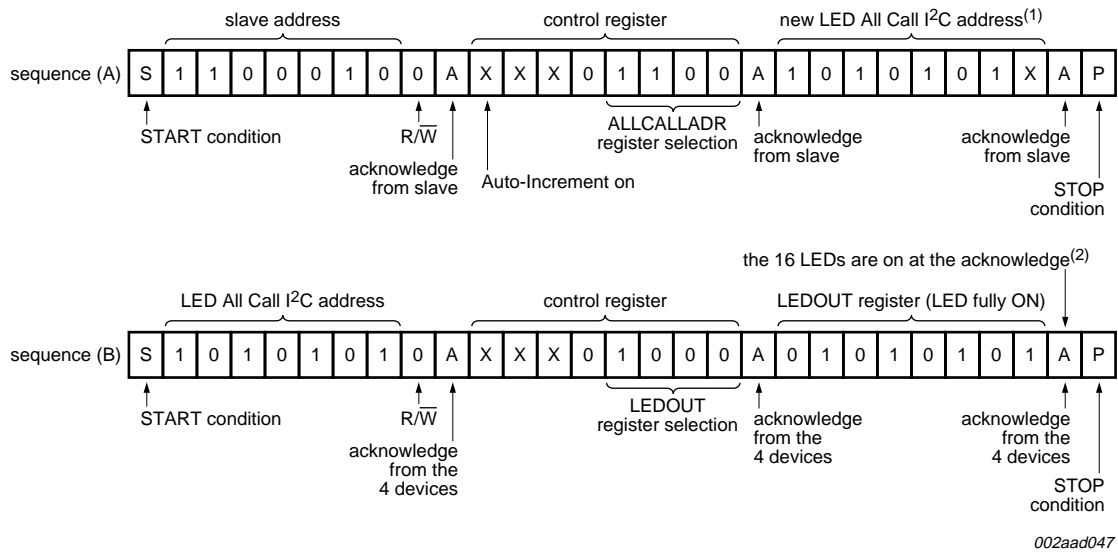 slave address control register new LED All Call I²C address(1)
sequence (A) S 1 1 0 0 0 1 0 0 A X X X 0 1 1 0 0 A 1 0 1 0 1 0 1 X A P
START condition R/W̅ ALLCALLADR register selection acknowledge from slave acknowledge from slave
acknowledge from slave Auto-Increment on STOP condition
the 16 LEDs are on at the acknowledge(2)
LED All Call I²C address control register LEDOUT register (LED fully ON)
sequence (B) S 1 0 1 0 1 0 1 0 A X X X 0 1 0 0 0 A 0 1 0 1 0 1 0 1 A P
START condition R/W̅ LEDOUT register selection acknowledge from the 4 devices acknowledge from the 4 devices
acknowledge from the 4 devices STOP condition
002aad047